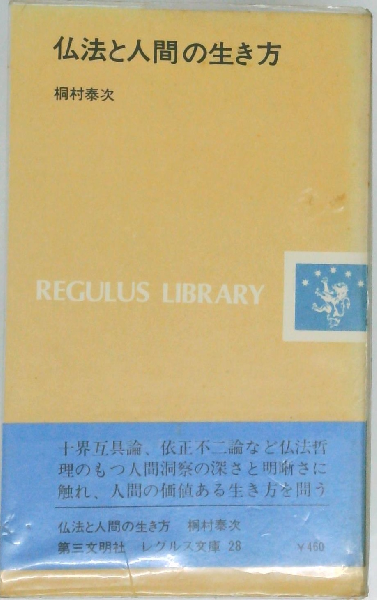 仏法と人間の生き方
桐村泰次
REGULUS LIBRARY
十界互具論、依正不二論など仏法哲
理のもつ人間洞察の深さと明晰さに
触れ、人間の価値ある生き方を問う
仏法と人間の生き方 桐村泰次
第三文明社 レグルス文庫 28 ¥460